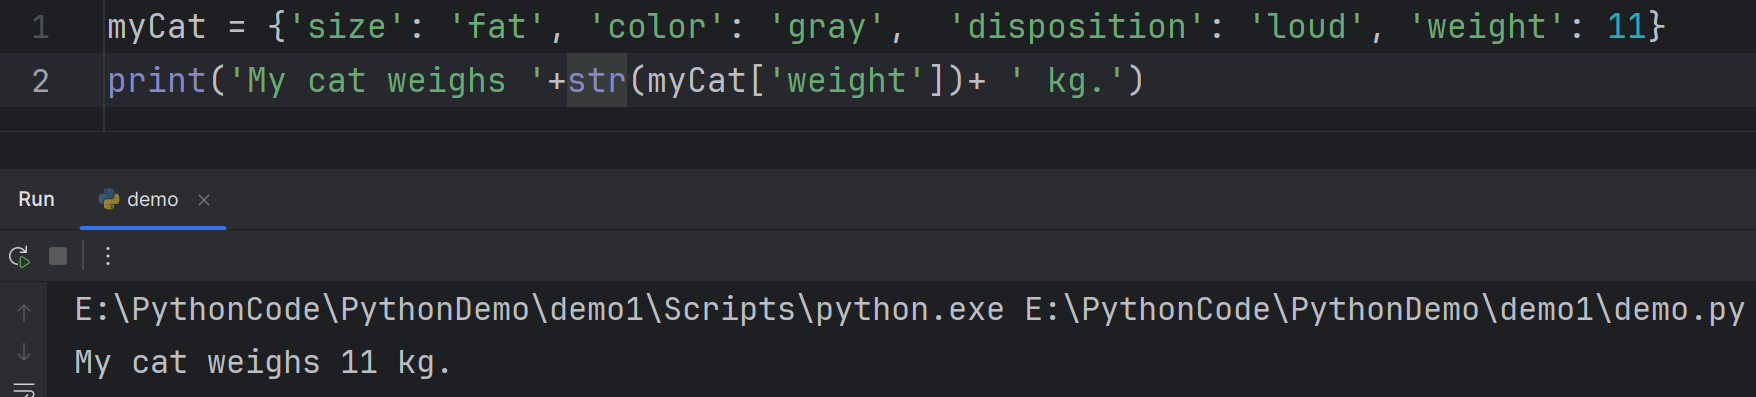 1 myCat = {'size': 'fat', 'color': 'gray',  'disposition': 'loud', 'weight': 11}
2 print('My cat weighs '+str(myCat['weight'])+ ' kg.')
Run demo
E:\PythonCode\PythonDemo\demo1\Scripts\python.exe E:\PythonCode\PythonDemo\demo1\demo.py
My cat weighs 11 kg.